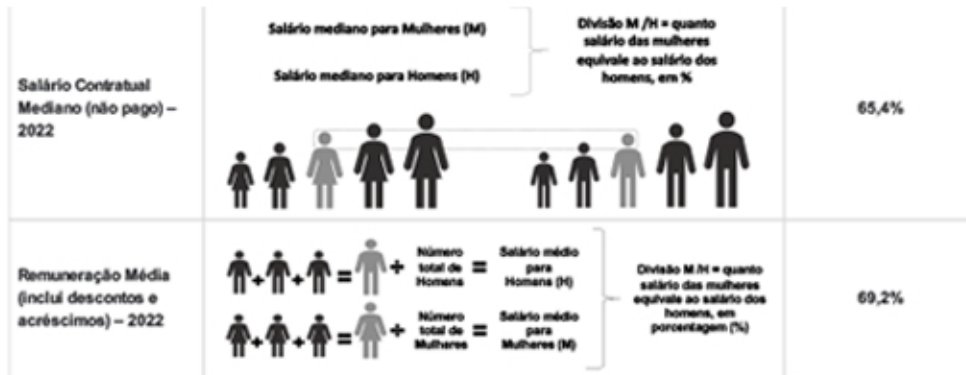 Salário mediano para Mulheres (M)
Salário mediano para Homens (H)
Divisão M /H = quanto
salário das mulheres
equivale ao salário dos
homens, em %
Salário Contratual
Mediano (não pago) –
2022
65,4%
Remuneração Média
(inclui descontos e
acréscimos) – 2022
+ + = ÷
Número
total de
Homens
=
Salário médio
para
Homens (H)
+ + = ÷
Número
total de
Mulheres
=
Salário médio
para
Mulheres (M)
Divisão M /H = quanto
salário das mulheres
equivale ao salário dos
homens, em
porcentagem (%)
69,2%